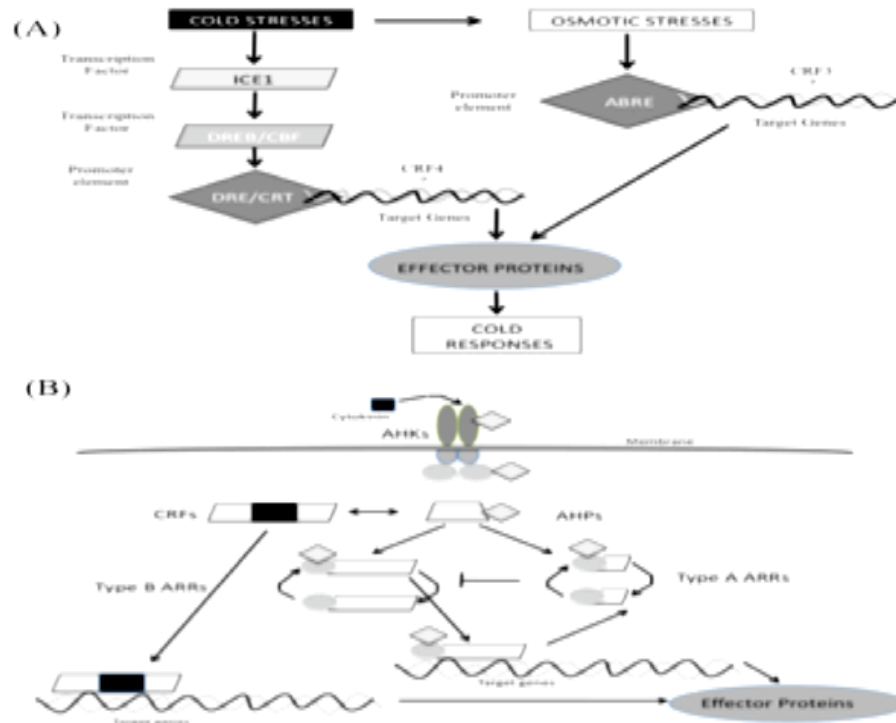 (A)
COLD STRESSES
OSMOTIC STRESSES
Transcription
Factor
ICE1
Transcription
Factor
DREB/CBF
Promoter
element
DRE/CRT
CRF4
Target Genes
Promoter
element
ABRE
CRF3
Target Genes
EFFECTOR PROTEINS
COLD
RESPONSES
(B)
Cytokinin
AHKs
Membrane
CRFs
AHPs
Type B ARRs
Type A ARRs
Target genes
Target genes
Effector Proteins